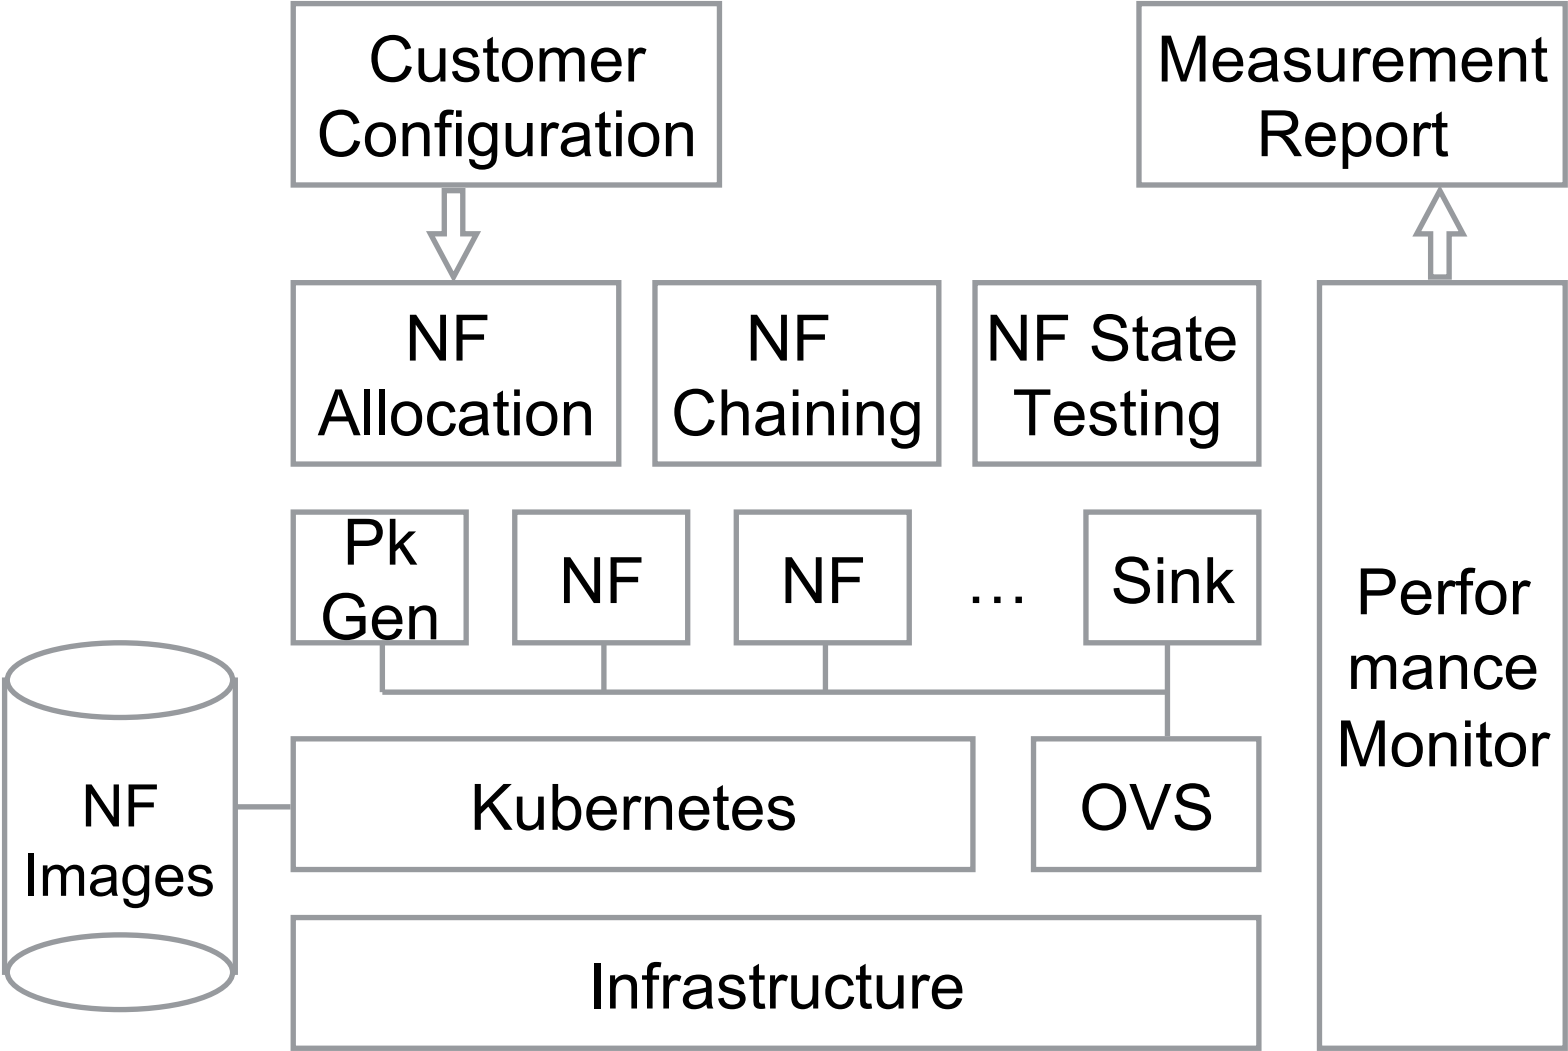 Customer
Configuration
Measurement
Report
NF
Allocation
NF
Chaining
NF State
Testing
Pk
Gen
NF
NF
...
Sink
Perfor
mance
Monitor
NF
Images
Kubernetes
OVS
Infrastructure